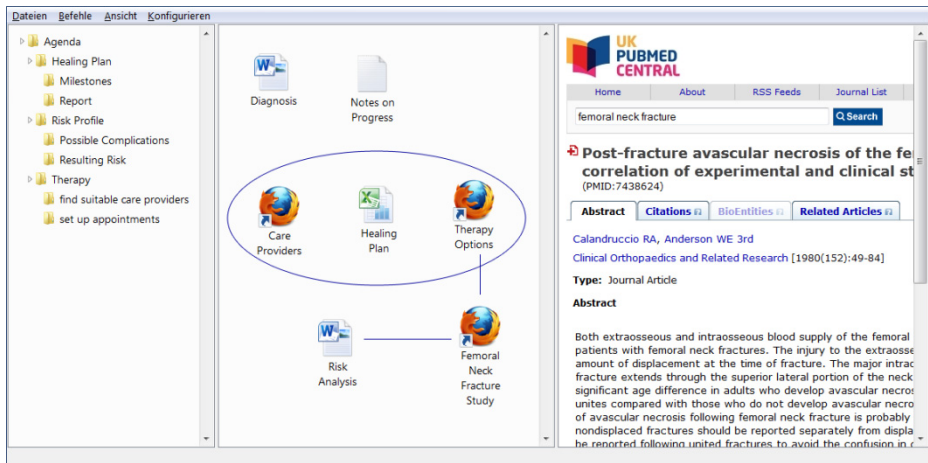 Dateien Befehle Ansicht Konfigurieren
Agenda
Healing Plan
Milestones
Report
Risk Profile
Possible Complications
Resulting Risk
Therapy
find suitable care providers
set up appointments
Diagnosis
Notes on
Progress
Care
Providers
Healing
Plan
Therapy
Options
Risk
Analysis
Femoral
Neck
Fracture
Study
UK
PUBMED
CENTRAL
Home About RSS Feeds Journal List
femoral neck fracture Search
Post-fracture avascular necrosis of the fe
correlation of experimental and clinical st
(PMID:7438624)
Abstract Citations BioEntities Related Articles
Calandruccio RA, Anderson WE 3rd
Clinical Orthopaedics and Related Research [1980(152):49-84]
Type: Journal Article
Abstract
Both extraosseous and intraosseous blood supply of the femoral
patients with femoral neck fractures. The injury to the extraosse
amount of displacement at the time of fracture. The major intrao
fracture extends through the superior lateral portion of the neck
significant age difference in adults who develop avascular necros
unites compared with those who do not develop avascular necro
of avascular necrosis following femoral neck fracture is probably
nondisplaced fractures should be reported separately from displa
be reported following united fractures to avoid the confusion in